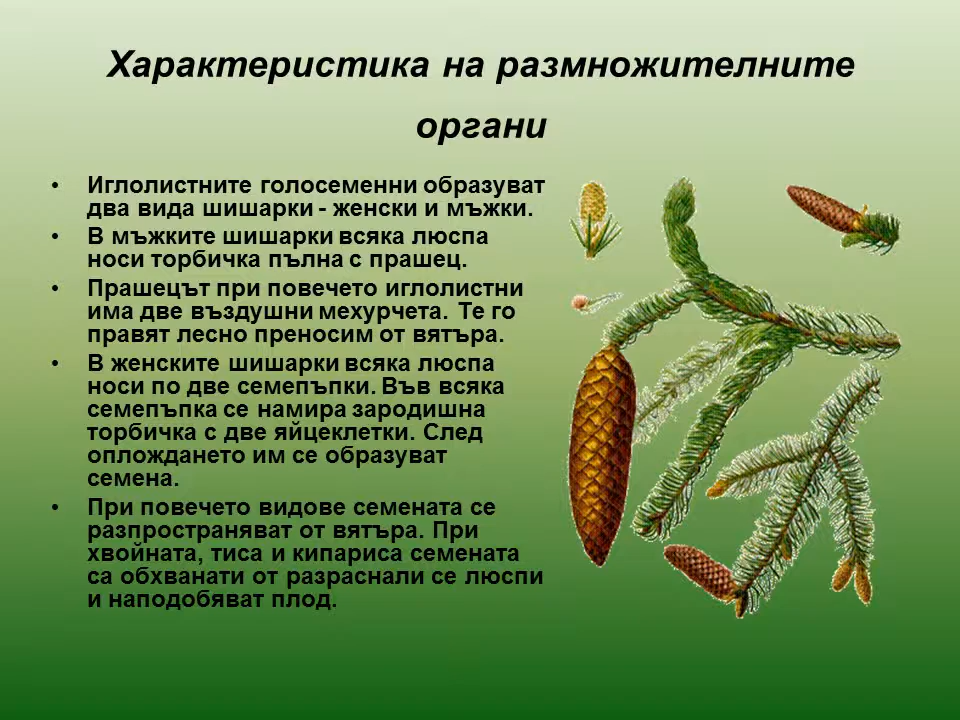 Характеристика на размножителните
органи
• Иглолистните голосеменни образуват
два вида шишарки - женски и мъжки.
• В мъжките шишарки всяка люспа
носи торбичка пълна с прашец.
• Прашецът при повечето иглолистни
има две въздушни мехурчета. Те го
правят лесно преносим от вятъра.
• В женските шишарки всяка люспа
носи по две семепъпки. Във всяка
семепъпка се намира зародишна
торбичка с две яйцеклетки. След
оплождането им се образуват
семена.
• При повечето видове семената се
разпространяват от вятъра. При
хвойната, тиса и кипариса семената
са обхванати от разраснали се люспи
и наподобяват плод.